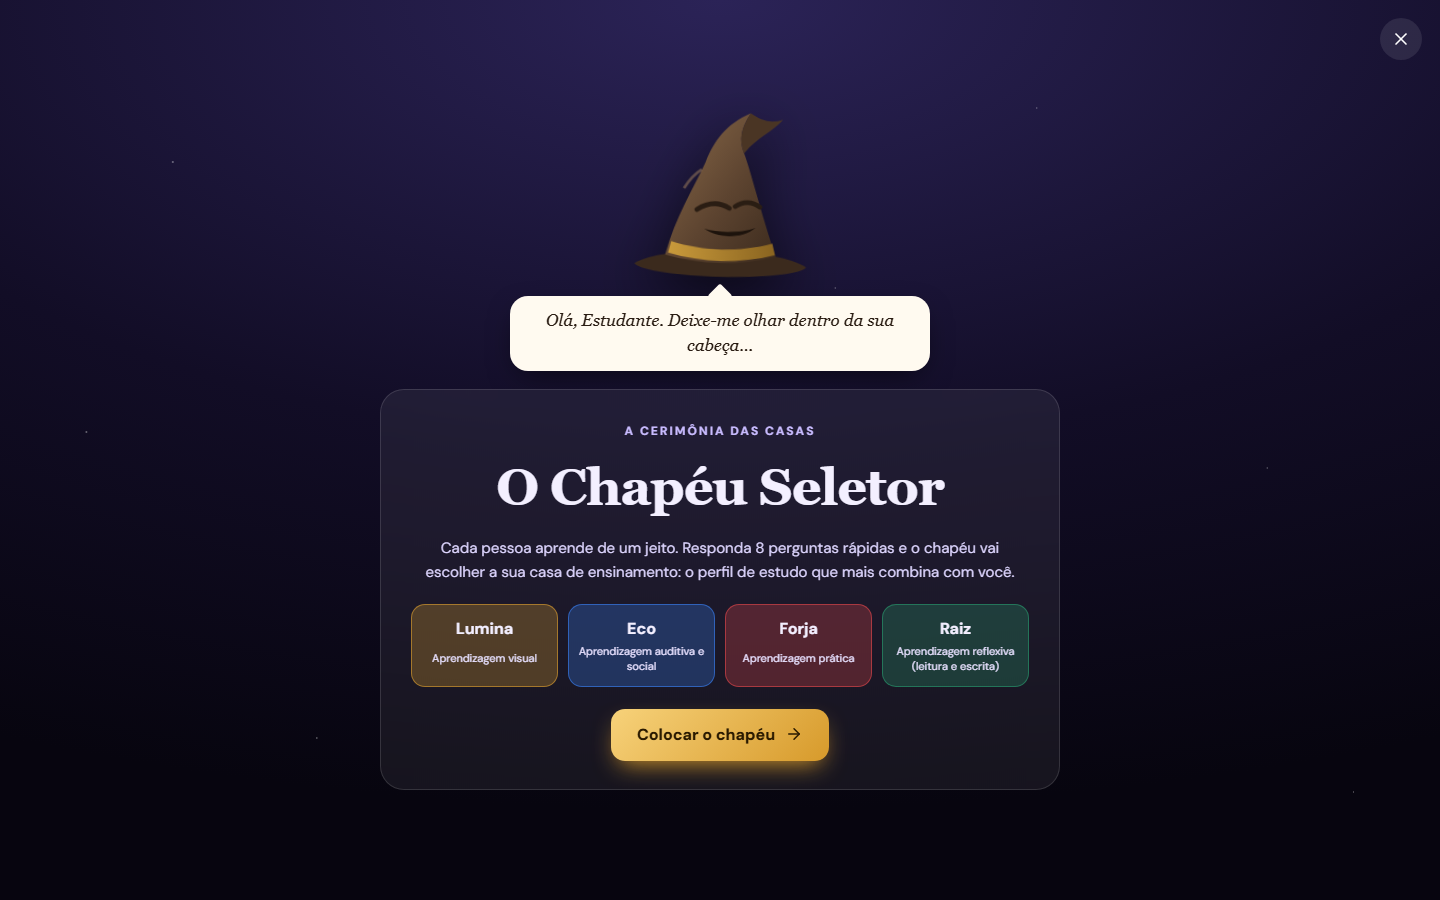 Olá, Estudante. Deixe-me olhar dentro da sua
cabeça...
A CERIMÔNIA DAS CASAS
O Chapéu Seletor
Cada pessoa aprende de um jeito. Responda 8 perguntas rápidas e o chapéu vai
escolher a sua casa de ensinamento: o perfil de estudo que mais combina com você.
Lumina
Aprendizagem visual
Eco
Aprendizagem auditiva e
social
Forja
Aprendizagem prática
Raiz
Aprendizagem reflexiva
(leitura e escrita)
Colocar o chapéu →